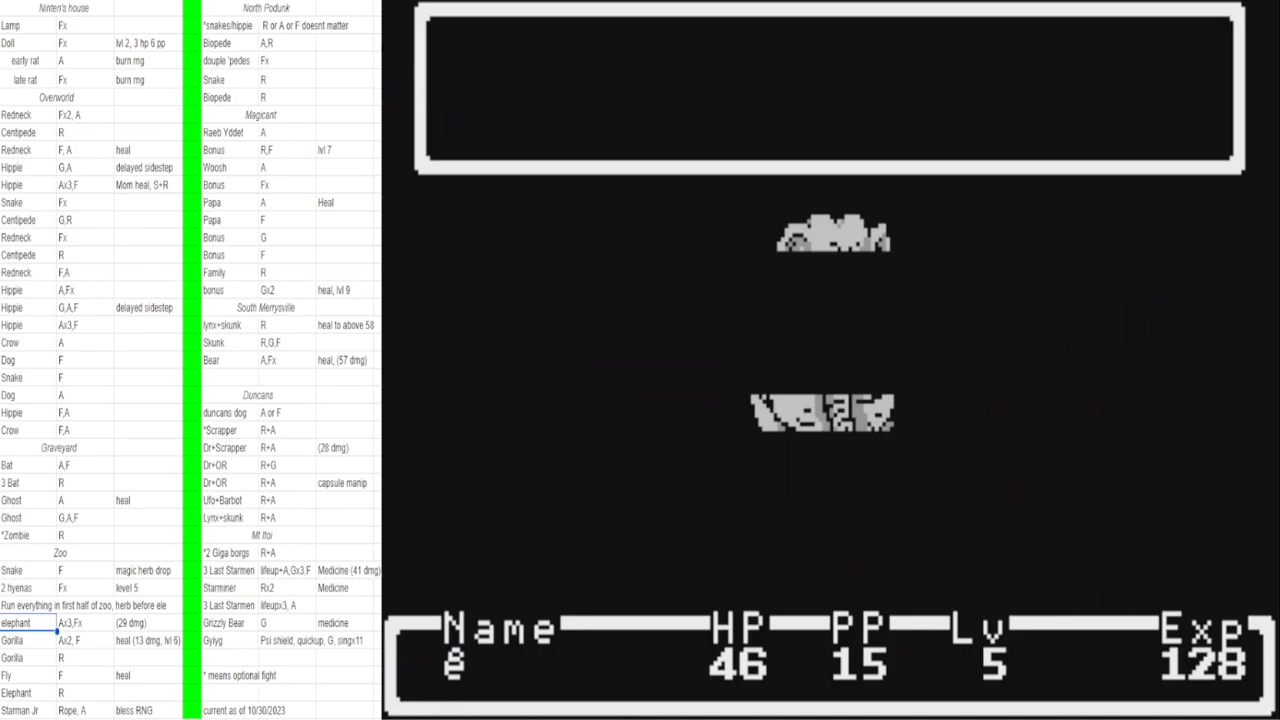 Ninten's house
Lamp Fx
Doll Fx lvl 2, 3 hp 6 pp
early rat A burn rng
late rat Fx burn rng
Overworld
Redneck Fx2, A
Centipede R
Redneck F, A heal
Hippie G,A delayed sidestep
Hippie Ax3,F Mom heal, S+R
Snake Fx
Centipede G,R
Redneck Fx
Centipede R
Redneck F,A
Hippie A,Fx
Hippie G,A,F delayed sidestep
Hippie Ax3,F
Crow A
Dog F
Snake F
Dog A
Hippie F,A
Crow F,A
Graveyard
Bat A,F
3 Bat R
Ghost A heal
Ghost G,A,F
*Zombie R
Zoo
Snake F magic herb drop
2 hyenas Fx level 5
Run everything in first half of zoo, herb before ele
elephant Ax3,Fx (29 dmg)
Gorilla Ax2, F heal (13 dmg, lvl 6)
Gorilla R
Fly F heal
Elephant R
Starman Jr Rope, A bless RNG
North Podunk
*snakes/hippie R or A or F doesnt matter
Biopede A,R
douple 'pedes Fx
Snake R
Biopede R
Magicant
Raeb Yddet A
Bonus R,F lvl 7
Woosh A
Bonus Fx
Papa A Heal
Papa F
Bonus G
Bonus F
Family R
bonus Gx2 heal, lvl 9
South Merrysville
lynx+skunk R heal to above 58
Skunk R,G,F
Bear A,Fx heal, (57 dmg)
Duncans
duncans dog A or F
*Scrapper R+A
Dr+Scrapper R+A (28 dmg)
Dr+OR R+G
Dr+OR R+A capsule manip
Ufo+Barbot R+A
Lynx+skunk R+A
Mt Itoi
*2 Giga borgs R+A
3 Last Starmen lifeup+A,Gx3,F Medicine (41 dmg)
Starminer Rx2 Medicine
3 Last Starmen lifeupx3, A
Grizzly Bear G medicine
Gyiyg Psi shield, quickup, G, singx11
* means optional fight
current as of 10/30/2023
Name HP PP Lv Exp
@ 46 15 5 128